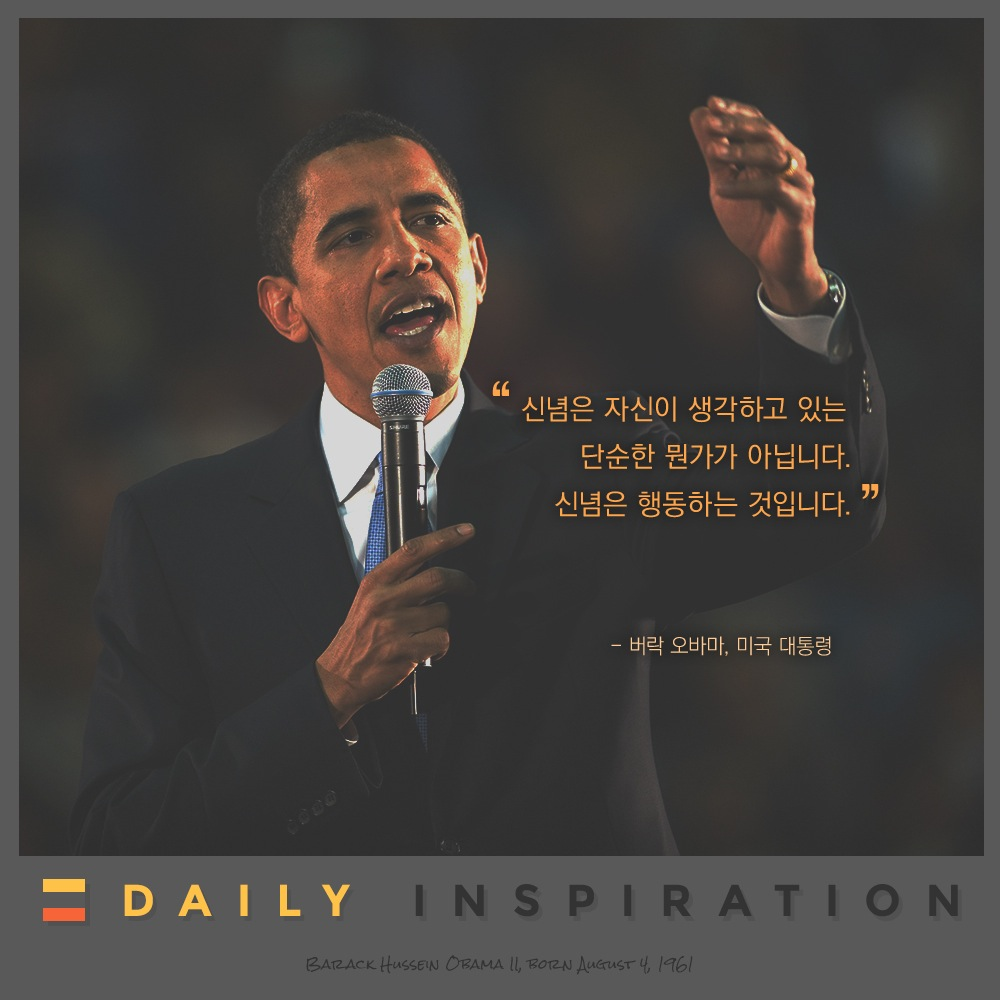 “ 신념은 자신이 생각하고 있는
단순한 뭔가가 아닙니다.
신념은 행동하는 것입니다. ”
– 버락 오바마, 미국 대통령
DAILY INSPIRATION
BARACK HUSSEIN OBAMA II, BORN AUGUST 4, 1961